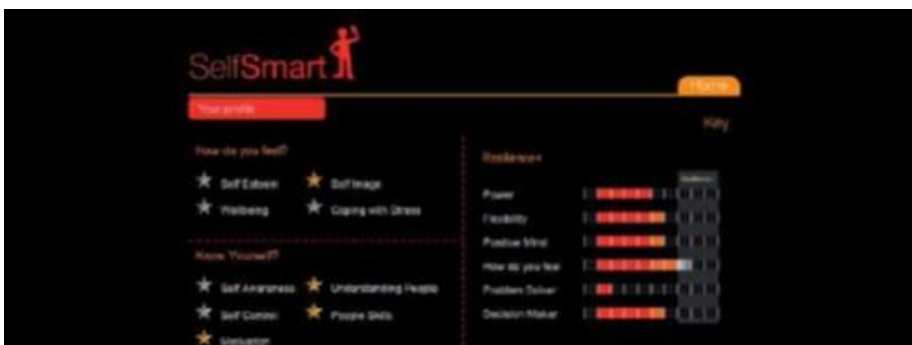 SelfSmart
Home
Your profile
Key
How do you feel?
Self Esteem
Self Image
Wellbeing
Coping with Stress
Know Yourself?
Self Awareness
Understanding People
Self Control
People Skills
Motivation
Resilience+
Power
Flexibility
Positive Mind
How do you feel
Problem Solver
Decision Maker